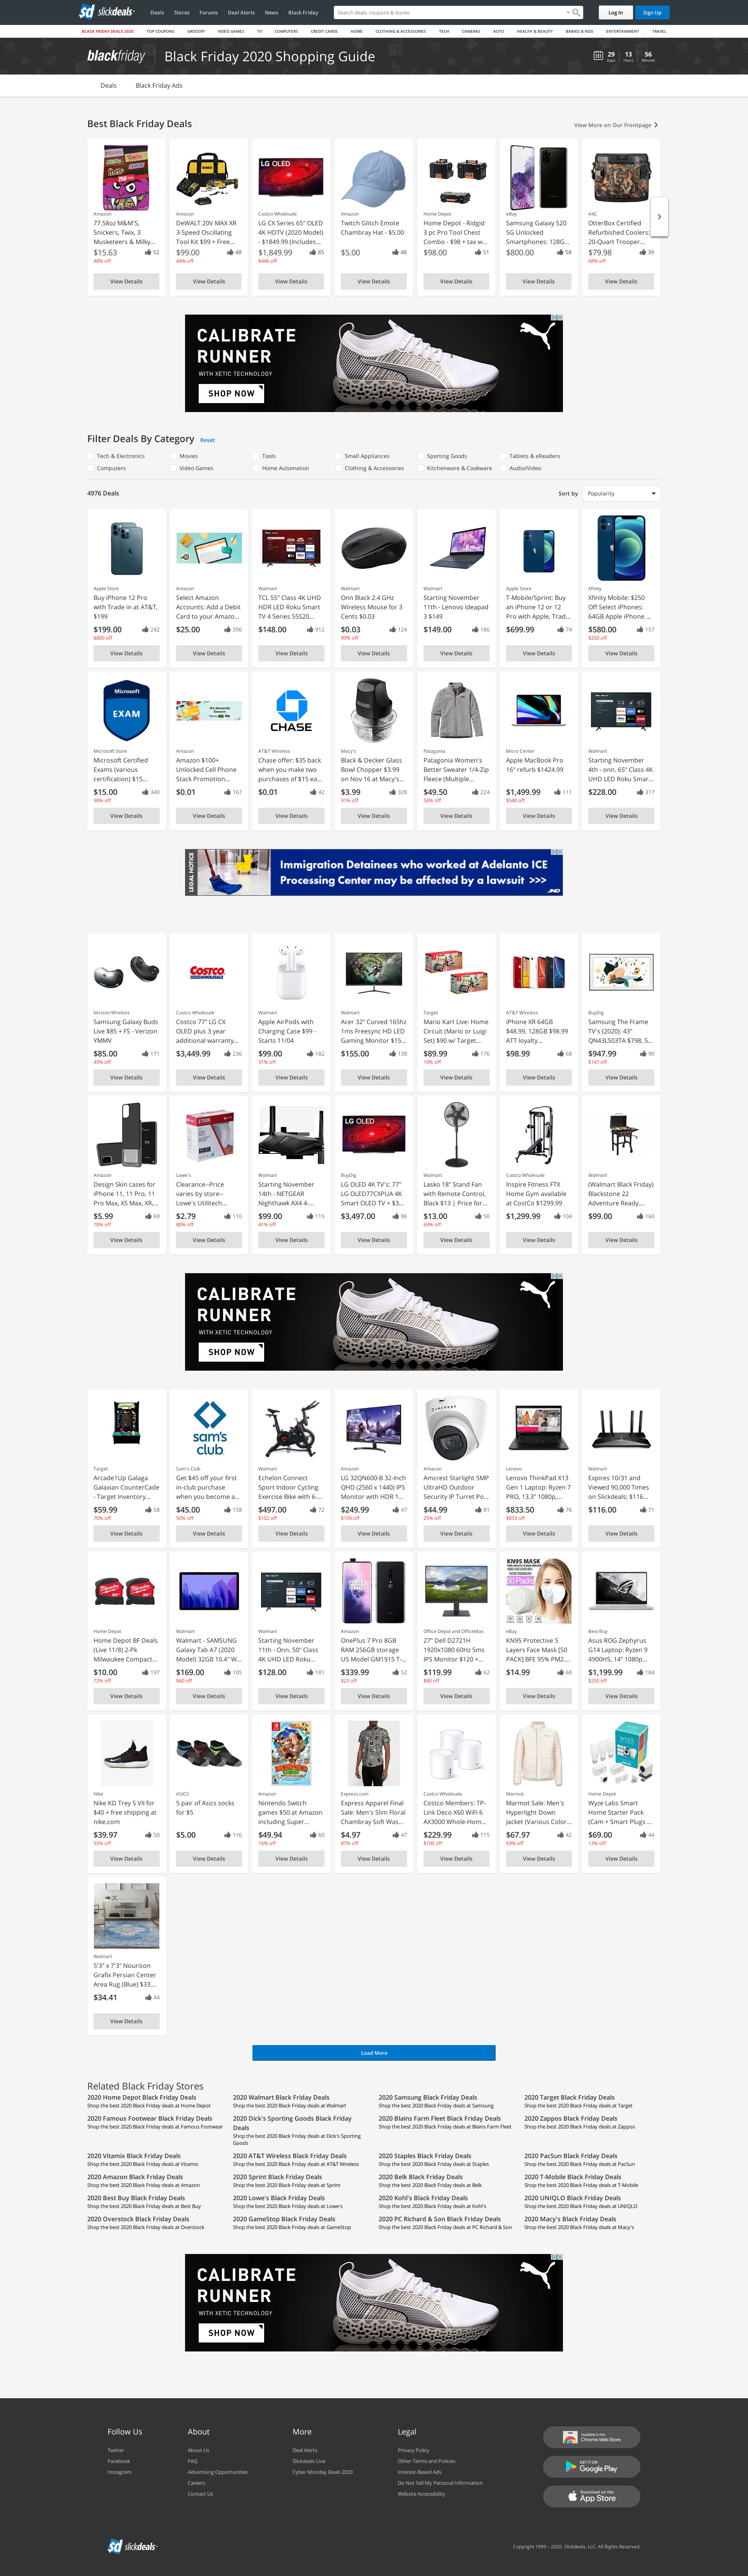 slickdeals
Deals
Stores
Forums
Deal Alerts
News
Black Friday
Search deals, coupons & stores
Log In
Sign Up
BLACK FRIDAY DEALS 2020
TOP COUPONS
GROCERY
VIDEO GAMES
TV
COMPUTERS
CREDIT CARDS
HOME
CLOTHING & ACCESSORIES
TECH
CAMERAS
AUTO
HEALTH & BEAUTY
BABIES & KIDS
ENTERTAINMENT
TRAVEL
blackfriday
Black Friday 2020 Shopping Guide
29 Days
13 Hours
56 Minutes
Deals
Black Friday Ads
Best Black Friday Deals
View More on Our Frontpage
Amazon
77.58oz M&M'S,
Snickers, Twix, 3
Musketeers & Milky...
$15.63
52
48% off
View Details
Amazon
DeWALT 20V MAX XR
3-Speed Oscillating
Tool Kit $99 + Free...
$99.00
48
44% off
View Details
LG OLED
Costco Wholesale
LG CX Series 65" OLED
4K HDTV (2020 Model)
- $1849.99 (Includes...
$1,849.99
85
$446 off
View Details
Amazon
Twitch Glitch Emote
Chambray Hat - $5.00
$5.00
48
View Details
Home Depot
Home Depot - Ridgid
3 pc Pro Tool Chest
Combo - $98 + tax w...
$98.00
51
View Details
eBay
Samsung Galaxy S20
5G Unlocked
Smartphones: 128G...
$800.00
58
View Details
A4C
OtterBox Certified
Refurbished Coolers:
20-Quart Trooper...
$79.98
39
68% off
View Details
CALIBRATE
RUNNER
WITH XETIC TECHNOLOGY
SHOP NOW
Filter Deals By Category
Reset
Tech & Electronics
Movies
Tools
Small Appliances
Sporting Goods
Tablets & eReaders
Computers
Video Games
Home Automation
Clothing & Accessories
Kitchenware & Cookware
Audio/Video
4976 Deals
Sort by
Popularity
Apple Store
Buy iPhone 12 Pro
with Trade in at AT&T,
$199
$199.00
242
$800 off
View Details
Amazon
Select Amazon
Accounts: Add a Debit
Card to your Amazo...
$25.00
356
View Details
Walmart
TCL 55" Class 4K UHD
HDR LED Roku Smart
TV 4 Series 55S20...
$148.00
912
View Details
Walmart
Onn Black 2.4 GHz
Wireless Mouse for 3
Cents $0.03
$0.03
124
99% off
View Details
Walmart
Starting November
11th - Lenovo Ideapad
3 $149
$149.00
186
View Details
Apple Store
T-Mobile/Sprint: Buy
an iPhone 12 or 12
Pro with Apple, Trad...
$699.99
74
View Details
Xfinity
Xfinity Mobile: $250
Off Select iPhones:
64GB Apple iPhone ...
$580.00
157
$250 off
View Details
Microsoft
EXAM
Microsoft Store
Microsoft Certified
Exams (various
certification) $15...
$15.00
340
90% off
View Details
Amazon
Amazon $100+
Unlocked Cell Phone
Stack Promotion...
$0.01
167
View Details
CHASE
AT&T Wireless
Chase offer: $35 back
when you make two
purchases of $15 ea...
$0.01
42
View Details
Macy's
Black & Decker Glass
Bowl Chopper $3.99
on Nov 16 at Macy's...
$3.99
328
91% off
View Details
Patagonia
Patagonia Women's
Better Sweater 1/4-Zip
Fleece (Multiple...
$49.50
224
50% off
View Details
Micro Center
Apple MacBook Pro
16" refurb $1424.99
$1,499.99
111
$540 off
View Details
Walmart
Starting November
4th - onn. 65" Class 4K
UHD LED Roku Smar...
$228.00
317
View Details
LEGAL NOTICE
Immigration Detainees who worked at Adelanto ICE
Processing Center may be affected by a lawsuit >>>
JND
Verizon Wireless
Samsung Galaxy Buds
Live $85 + FS - Verizon
YMMV
$85.00
171
49% off
View Details
COSTCO WHOLESALE
Costco Wholesale
Costco 77" LG CX
OLED plus 3 year
additional warranty...
$3,449.99
236
View Details
Walmart
Apple AirPods with
Charging Case $99 -
Starts 11/04
$99.00
182
31% off
View Details
Walmart
Acer 32" Curved 165hz
1ms Freesync HD LED
Gaming Monitor $15...
$155.00
138
View Details
Target
Mario Kart Live: Home
Circuit (Mario or Luigi
Set) $90 w/ Target...
$89.99
176
10% off
View Details
AT&T Wireless
iPhone XR 64GB
$48.99, 128GB $98.99
ATT loyalty...
$98.99
68
View Details
BuyDig
Samsung The Frame
TV's (2020): 43"
QN43LS03TA $798, 5...
$947.99
90
$147 off
View Details
Amazon
Design Skin cases for
iPhone 11, 11 Pro, 11
Pro Max, XS Max, XR,...
$5.99
69
70% off
View Details
Lowe's
Clearance--Price
varies by store--
Lowe's Utilitech...
$2.79
110
80% off
View Details
Walmart
Starting November
14th - NETGEAR
Nighthawk AX4 4-...
$99.00
115
41% off
View Details
LG OLED
BuyDig
LG OLED 4K TV's: 77"
LG OLED77CXPUA 4K
Smart OLED TV + $3...
$3,497.00
86
View Details
Walmart
Lasko 18" Stand Fan
with Remote Control,
Black $13 | Price for...
$13.00
50
69% off
View Details
Costco Wholesale
Inspire Fitness FTX
Home Gym available
at CostCo $1299.99
$1,299.99
104
View Details
Walmart
(Walmart Black Friday)
Blackstone 22
Adventure Ready,...
$99.00
160
View Details
CALIBRATE
RUNNER
WITH XETIC TECHNOLOGY
SHOP NOW
Target
Arcade1Up Galaga
Galaxian CounterCade
- Target Inventory...
$59.99
58
70% off
View Details
sam's club
Sam's Club
Get $45 off your first
in-club purchase
when you become a...
$45.00
158
50% off
View Details
Walmart
Echelon Connect
Sport Indoor Cycling
Exercise Bike with 6-...
$497.00
72
$102 off
View Details
Amazon
LG 32QN600-B 32-Inch
QHD (2560 x 1440) IPS
Monitor with HDR 1...
$249.99
47
$109 off
View Details
Amazon
Amcrest Starlight 5MP
UltraHD Outdoor
Security IP Turret Po...
$44.99
81
25% off
View Details
Lenovo
Lenovo ThinkPad X13
Gen 1 Laptop: Ryzen 7
PRO, 13.3" 1080p,...
$833.50
76
$833 off
View Details
Walmart
Expires 10/31 and
Viewed 90,000 Times
on Slickdeals; $116...
$116.00
71
View Details
Home Depot
Home Depot BF Deals
(Live 11/8) 2-Pk
Milwaukee Compact...
$10.00
197
72% off
View Details
Walmart
Walmart - SAMSUNG
Galaxy Tab A7 (2020
Model) 32GB 10.4" W...
$169.00
105
$60 off
View Details
Walmart
Starting November
11th - Onn. 50" Class
4K UHD LED Roku...
$128.00
181
View Details
Amazon
OnePlus 7 Pro 8GB
RAM 256GB storage
US Model GM1915 T-...
$339.99
52
$23 off
View Details
Office Depot and OfficeMax
27" Dell D2721H
1920x1080 60Hz 5ms
IPS Monitor $120 +...
$119.99
62
$80 off
View Details
KN95 MASK
eBay
KN95 Protective 5
Layers Face Mask [50
PACK] BFE 95% PM2....
$14.99
68
View Details
Best Buy
Asus ROG Zephyrus
G14 Laptop: Ryzen 9
4900HS, 14" 1080p...
$1,199.99
184
$250 off
View Details
Nike
Nike KD Trey 5 VII for
$40 + free shipping at
nike.com
$39.97
50
55% off
View Details
ASICS
5 pair of Asics socks
for $5
$5.00
116
View Details
Amazon
Nintendo Switch
games $50 at Amazon
including Super...
$49.94
60
16% off
View Details
Express.com
Express Apparel Final
Sale: Men's Slim Floral
Chambray Soft Was...
$4.97
47
87% off
View Details
Costco Wholesale
Costco Members: TP-
Link Deco X60 WiFi 6
AX3000 Whole-Hom...
$229.99
115
$100 off
View Details
Marmot
Marmot Sale: Men's
Hyperlight Down
Jacket (Various Color...
$67.97
42
69% off
View Details
Home Depot
Wyze Labs Smart
Home Starter Pack
(Cam + Smart Plugs ...
$69.00
44
13% off
View Details
Walmart
5'3" x 7'3" Nourison
Grafix Persian Center
Area Rug (Blue) $33....
$34.41
44
View Details
Load More
Related Black Friday Stores
2020 Home Depot Black Friday Deals
Shop the best 2020 Black Friday deals at Home Depot
2020 Walmart Black Friday Deals
Shop the best 2020 Black Friday deals at Walmart
2020 Samsung Black Friday Deals
Shop the best 2020 Black Friday deals at Samsung
2020 Target Black Friday Deals
Shop the best 2020 Black Friday deals at Target
2020 Famous Footwear Black Friday Deals
Shop the best 2020 Black Friday deals at Famous Footwear
2020 Dick's Sporting Goods Black Friday
Deals
Shop the best 2020 Black Friday deals at Dick's Sporting
Goods
2020 Blains Farm Fleet Black Friday Deals
Shop the best 2020 Black Friday deals at Blains Farm Fleet
2020 Zappos Black Friday Deals
Shop the best 2020 Black Friday deals at Zappos
2020 Vitamix Black Friday Deals
Shop the best 2020 Black Friday deals at Vitamix
2020 AT&T Wireless Black Friday Deals
Shop the best 2020 Black Friday deals at AT&T Wireless
2020 Staples Black Friday Deals
Shop the best 2020 Black Friday deals at Staples
2020 PacSun Black Friday Deals
Shop the best 2020 Black Friday deals at PacSun
2020 Amazon Black Friday Deals
Shop the best 2020 Black Friday deals at Amazon
2020 Sprint Black Friday Deals
Shop the best 2020 Black Friday deals at Sprint
2020 Belk Black Friday Deals
Shop the best 2020 Black Friday deals at Belk
2020 T-Mobile Black Friday Deals
Shop the best 2020 Black Friday deals at T-Mobile
2020 Best Buy Black Friday Deals
Shop the best 2020 Black Friday deals at Best Buy
2020 Lowe's Black Friday Deals
Shop the best 2020 Black Friday deals at Lowe's
2020 Kohl's Black Friday Deals
Shop the best 2020 Black Friday deals at Kohl's
2020 UNIQLO Black Friday Deals
Shop the best 2020 Black Friday deals at UNIQLO
2020 Overstock Black Friday Deals
Shop the best 2020 Black Friday deals at Overstock
2020 GameStop Black Friday Deals
Shop the best 2020 Black Friday deals at GameStop
2020 PC Richard & Son Black Friday Deals
Shop the best 2020 Black Friday deals at PC Richard & Son
2020 Macy's Black Friday Deals
Shop the best 2020 Black Friday deals at Macy's
CALIBRATE
RUNNER
WITH XETIC TECHNOLOGY
SHOP NOW
Follow Us
Twitter
Facebook
Instagram
About
About Us
FAQ
Advertising Opportunities
Careers
Contact Us
More
Deal Alerts
Slickdeals Live
Cyber Monday Deals 2020
Legal
Privacy Policy
Other Terms and Policies
Interest-Based Ads
Do Not Sell My Personal Information
Website Accessibility
Available in the
Chrome Web Store
GET IT ON
Google Play
Download on the
App Store
slickdeals
Copyright 1999 - 2020. Slickdeals, LLC. All Rights Reserved.